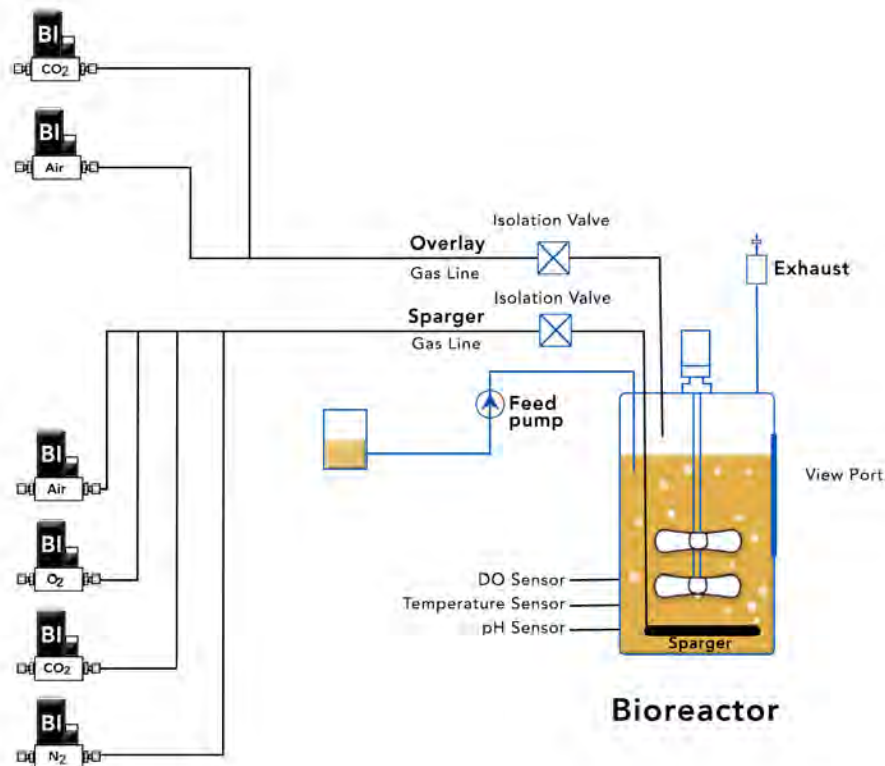 BI
CO2
BI
Air
Isolation Valve
Overlay
Gas Line
Exhaust
Isolation Valve
Sparger
Gas Line
Feed
pump
BI
Air
View Port
BI
O2
DO Sensor
Temperature Sensor
pH Sensor
BI
CO2
Sparger
Bioreactor
BI
N2